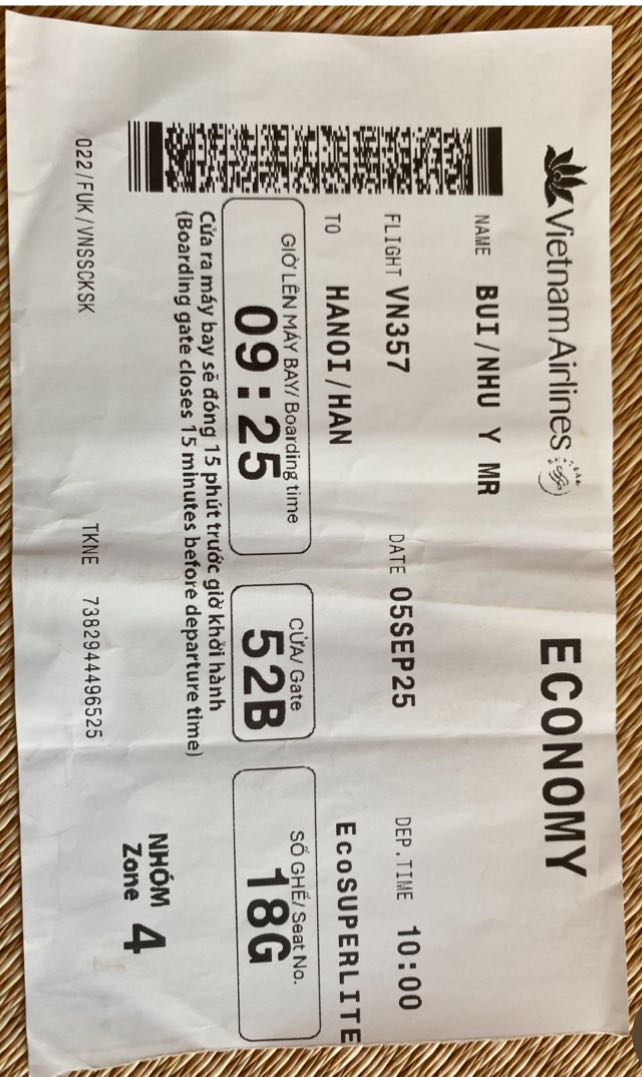 Vietnam Airlines ECONOMY
NAME BUI/NHU Y MR
FLIGHT VN357 DATE 05SEP25 DEP.TIME 10:00
TO HANOI/HAN EcoSUPERLITE
GIỜ LÊN MÁY BAY/ Boarding time CỬA/ Gate SỐ GHẾ/ Seat No.
09:25 52B 18G
Cửa ra máy bay sẽ đóng 15 phút trước giờ khởi hành
(Boarding gate closes 15 minutes before departure time)
NHÓM
Zone 4
022/FUK/VNSSCKSK TKNE 7382944496525